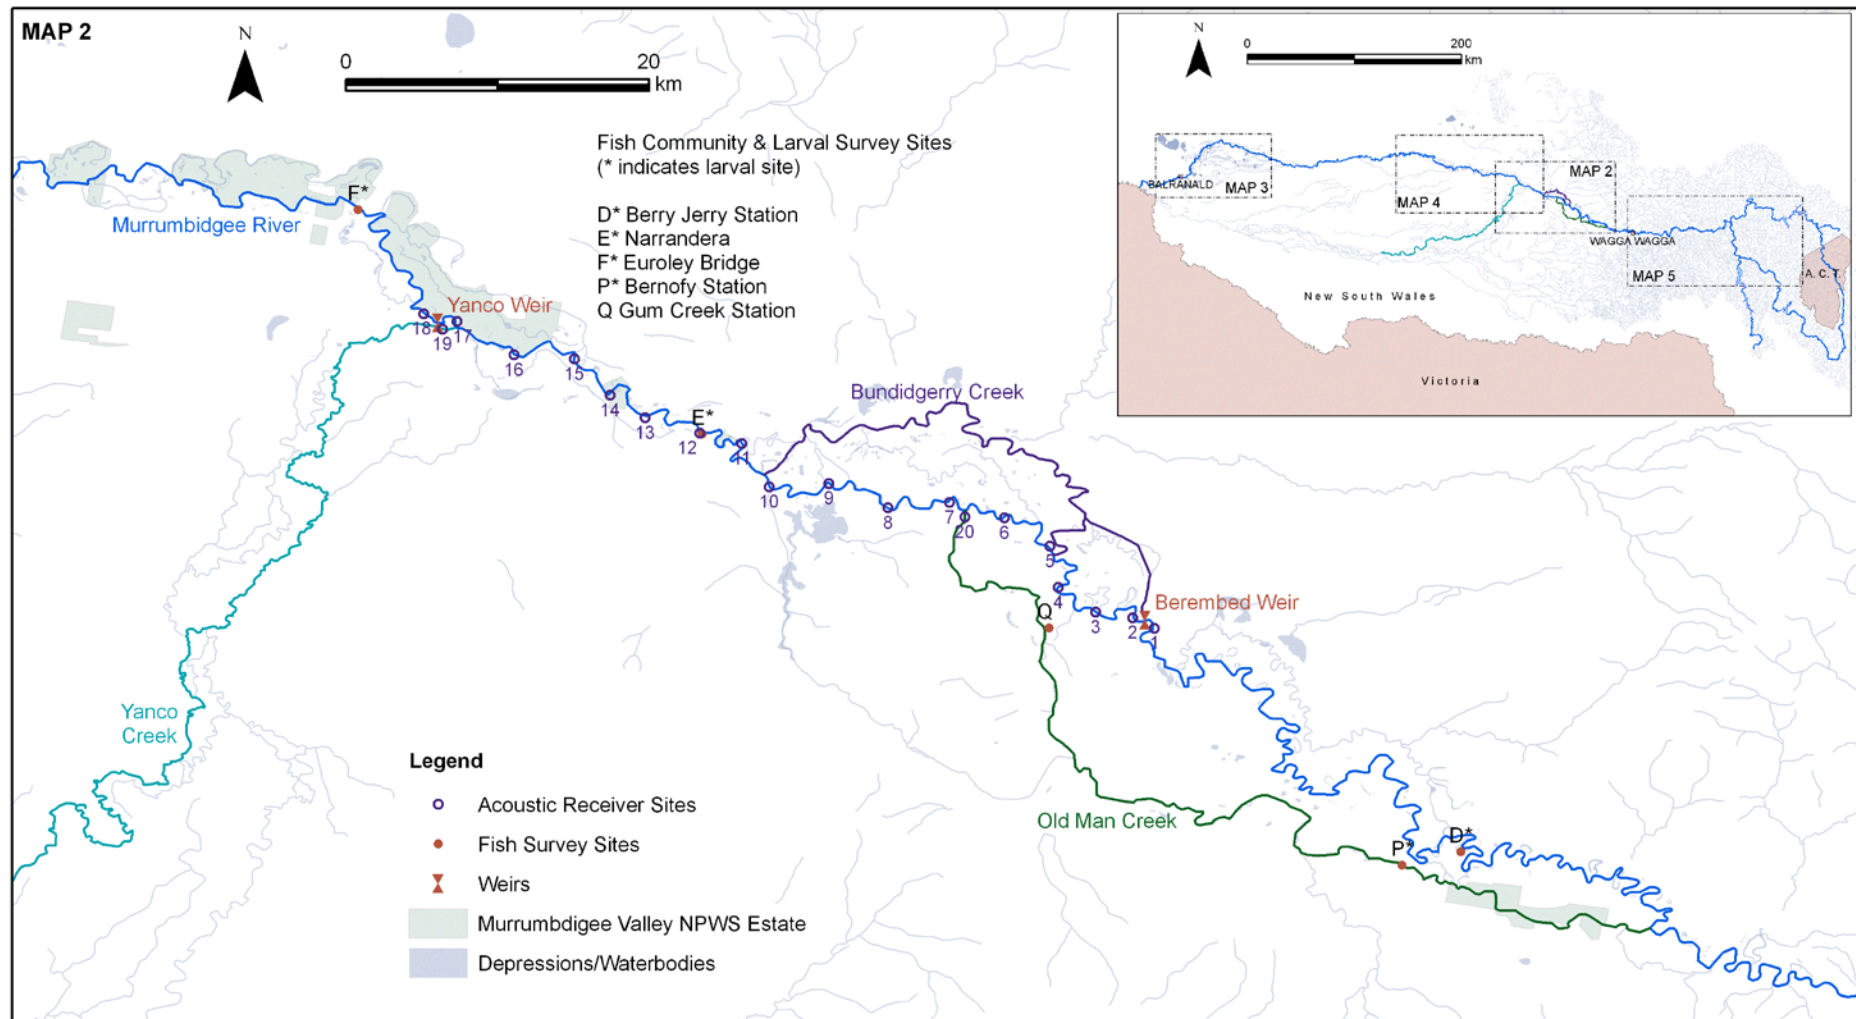 MAP 2
N
0 20
km
Fish Community & Larval Survey Sites
(* indicates larval site)
D* Berry Jerry Station
E* Narrandera
F* Euroley Bridge
P* Bernofy Station
Q Gum Creek Station
N
0 200
km
BALRANALD
MAP 3
MAP 4
MAP 2
WAGGA WAGGA
MAP 5
A. C. T.
New South Wales
Victoria
F*
Murrumbidgee River
Yanco Weir
18
19
17
16
15
14
13
E*
12
11
Bundidgerry Creek
10
9
8
7
20
6
5
4
Q
3
2
1
Berembed Weir
Yanco
Creek
Old Man Creek
P*
D*
Legend
Acoustic Receiver Sites
Fish Survey Sites
Weirs
Murrumbdigee Valley NPWS Estate
Depressions/Waterbodies